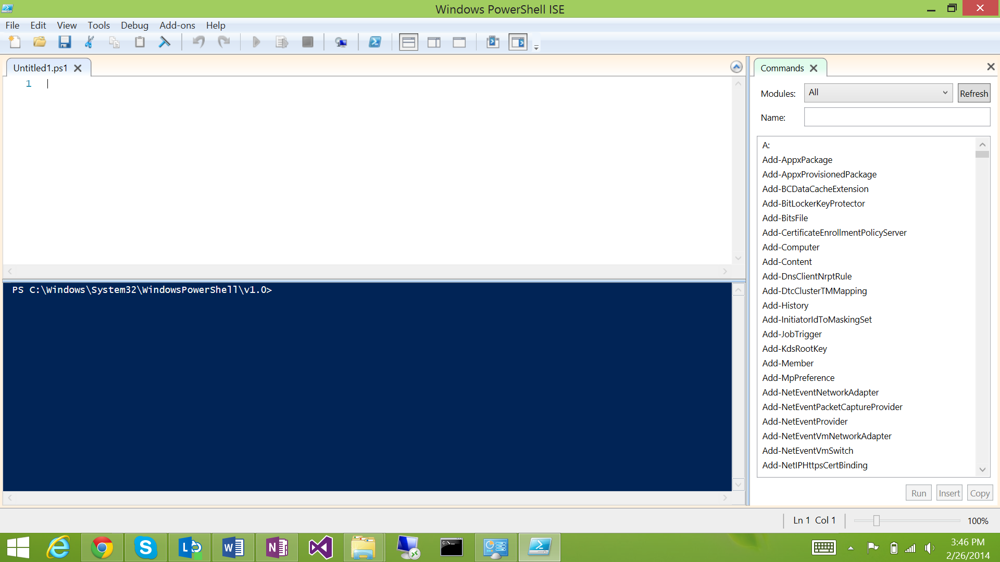 Windows PowerShell ISE
File Edit View Tools Debug Add-ons Help
Untitled1.ps1
1
PS C:\Windows\System32\WindowsPowerShell\v1.0>
Commands
Modules: All Refresh
Name:
A:
Add-AppxPackage
Add-AppxProvisionedPackage
Add-BCDataCacheExtension
Add-BitLockerKeyProtector
Add-BitsFile
Add-CertificateEnrollmentPolicyServer
Add-Computer
Add-Content
Add-DnsClientNrptRule
Add-DtcClusterTMMapping
Add-History
Add-InitiatorIdToMaskingSet
Add-JobTrigger
Add-KdsRootKey
Add-Member
Add-MpPreference
Add-NetEventNetworkAdapter
Add-NetEventPacketCaptureProvider
Add-NetEventProvider
Add-NetEventVmNetworkAdapter
Add-NetEventVmSwitch
Add-NetIPHttpsCertBinding
Run Insert Copy
Ln 1 Col 1 100%
3:46 PM
2/26/2014